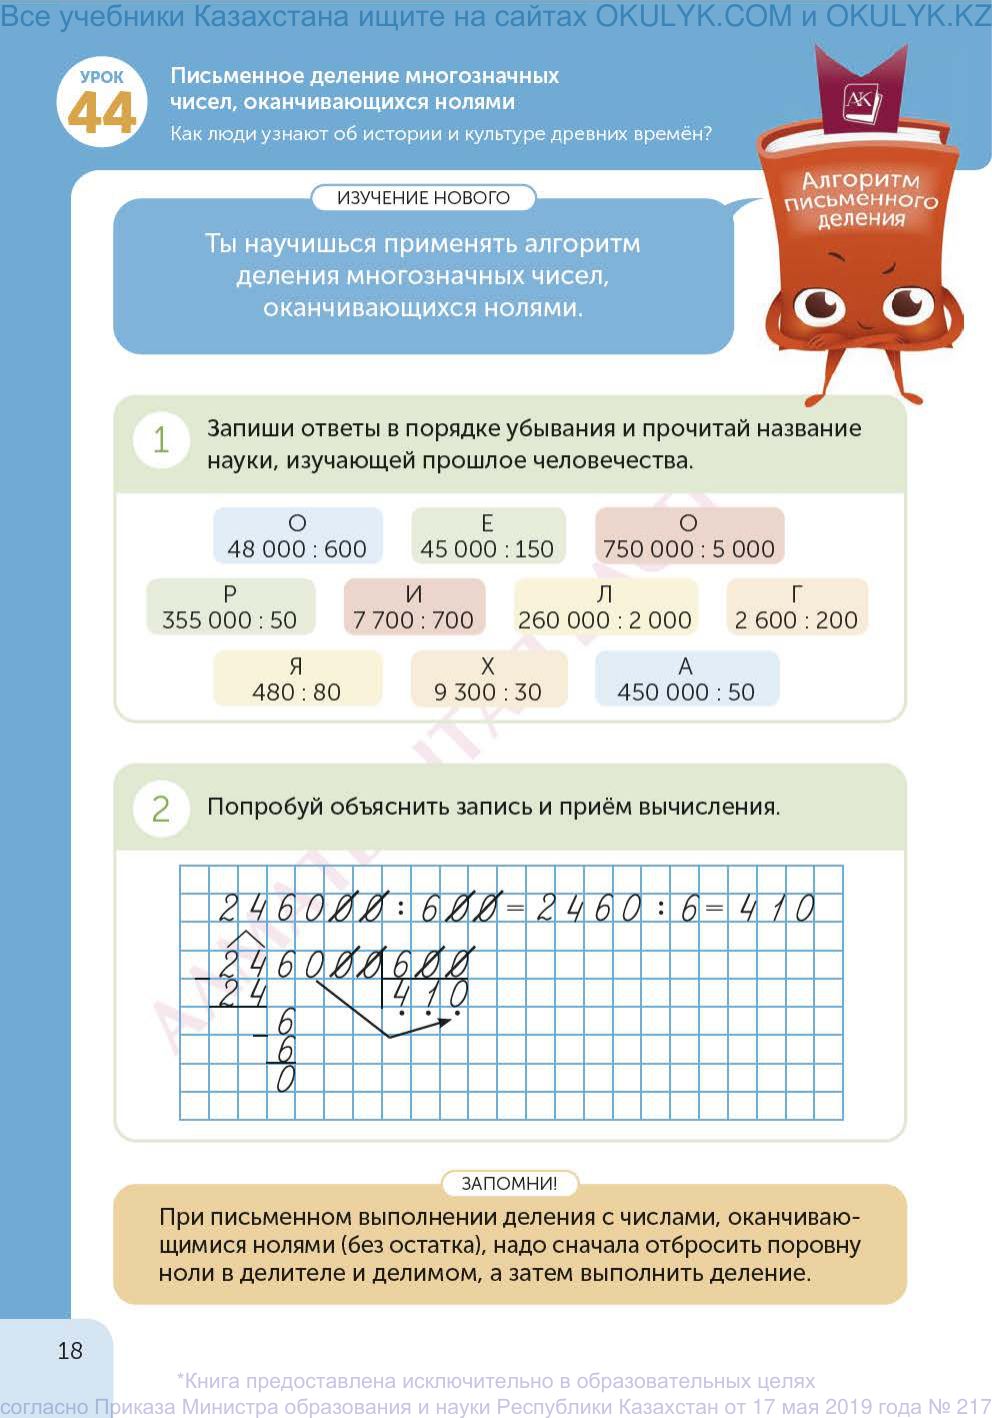 Все учебники Казахстана ищите на сайтах OKULYK.COM и OKULYK.KZ
УРОК
44
Письменное деление многозначных
чисел, оканчивающихся нолями
Как люди узнают об истории и культуре древних времён?
АК
Алгоритм
письменного
деления
ИЗУЧЕНИЕ НОВОГО
Ты научишься применять алгоритм
деления многозначных чисел,
оканчивающихся нолями.
1
Запиши ответы в порядке убывания и прочитай название
науки, изучающей прошлое человечества.
О Е О
48 000 : 600 45 000 : 150 750 000 : 5 000
Р И Л Г
355 000 : 50 7 700 : 700 260 000 : 2 000 2 600 : 200
Я Х А
480 : 80 9 300 : 30 450 000 : 50
2
Попробуй объяснить запись и приём вычисления.
246000 : 600 = 2460 : 6 = 410
246000 600
24 410
6
6
0
ЗАПОМНИ!
При письменном выполнении деления с числами, оканчиваю-
щимися нолями (без остатка), надо сначала отбросить поровну
ноли в делителе и делимом, а затем выполнить деление.
18
*Книга предоставлена исключительно в образовательных целях
согласно Приказа Министра образования и науки Республики Казахстан от 17 мая 2019 года № 217